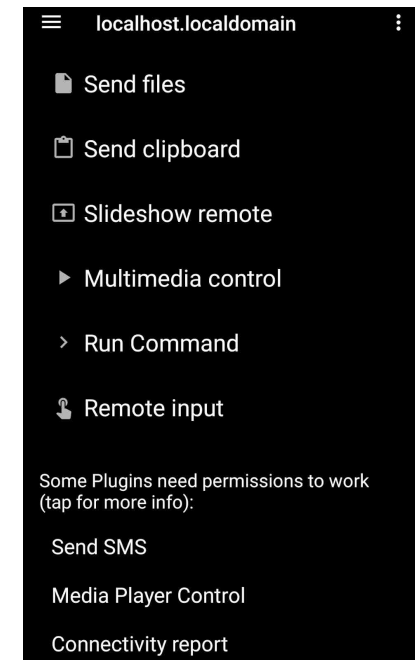 localhost.localdomain
Send files
Send clipboard
Slideshow remote
Multimedia control
Run Command
Remote input
Some Plugins need permissions to work
(tap for more info):
Send SMS
Media Player Control
Connectivity report